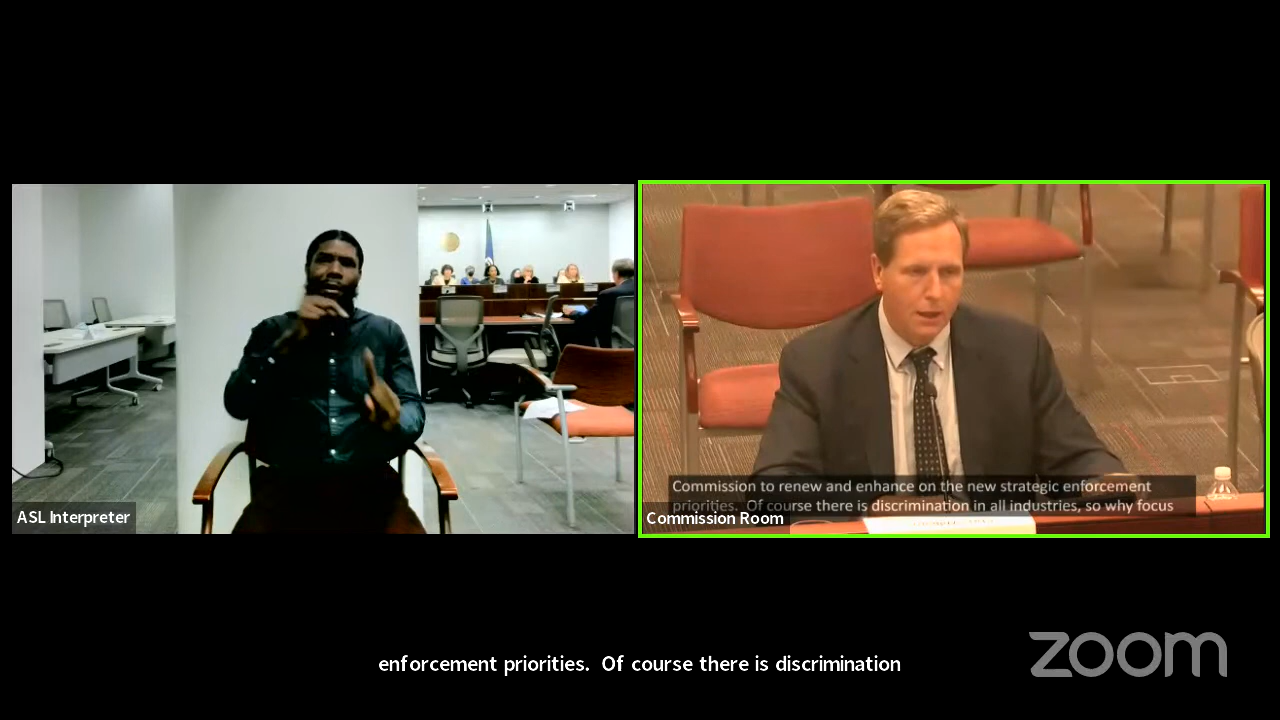 Commission to renew and enhance on the new strategic enforcement
priorities. Of course there is discrimination in all industries, so why focus
ASL Interpreter
Commission Room
enforcement priorities. Of course there is discrimination
zoom